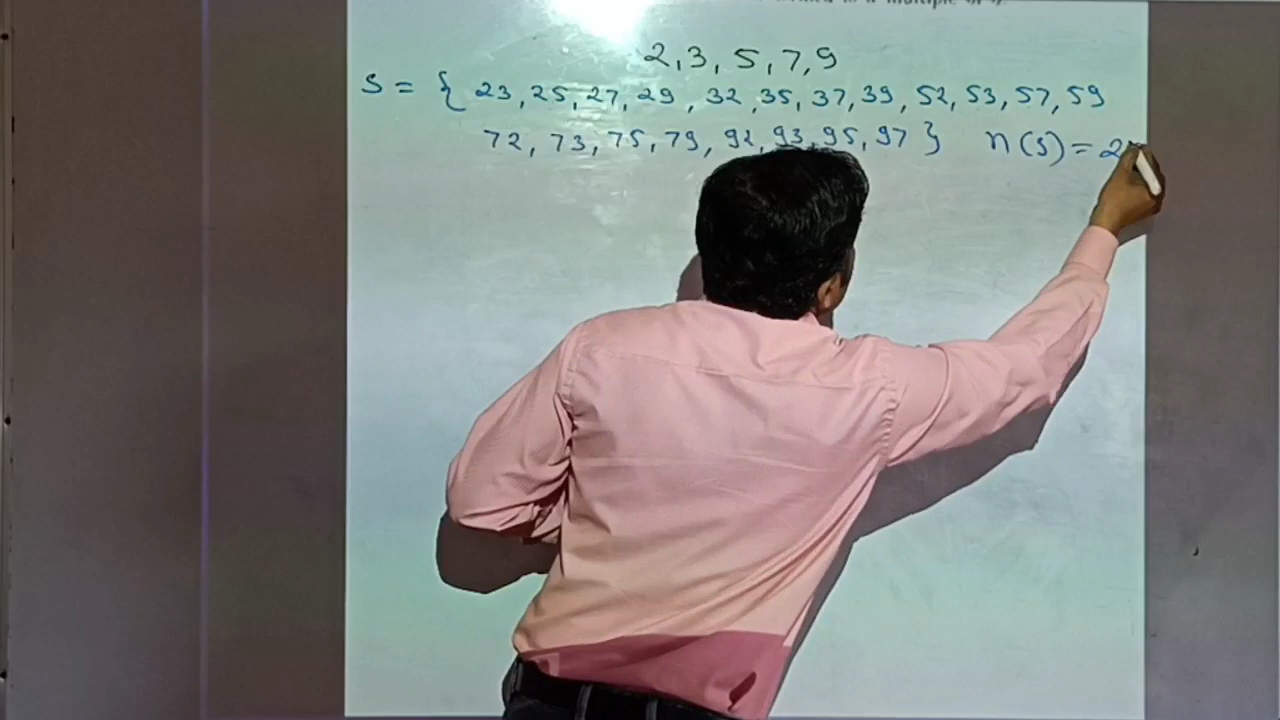 2, 3, 5, 7, 9
S = { 23, 25, 27, 29, 32, 35, 37, 39, 52, 53, 57, 59
72, 73, 75, 79, 92, 93, 95, 97 } n(S) = 2